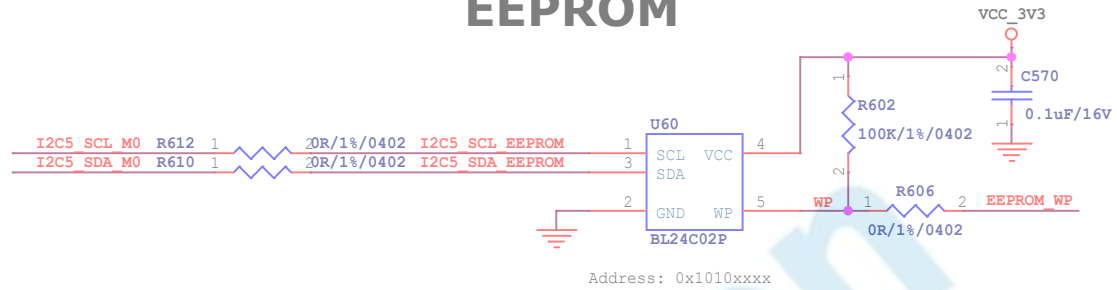 EEPROM
VCC_3V3
2
C570
0.1uF/16V
1
1
R602
100K/1%/0402
2
I2C5_SCL_M0 R612 1 2 0R/1%/0402 I2C5_SCL_EEPROM 1
I2C5_SDA_M0 R610 1 2 0R/1%/0402 I2C5_SDA_EEPROM 3
U60
SCL VCC 4
SDA
2 GND WP 5
BL24C02P
WP 1 R606 2 EEPROM_WP
0R/1%/0402
Address: 0x1010xxxx